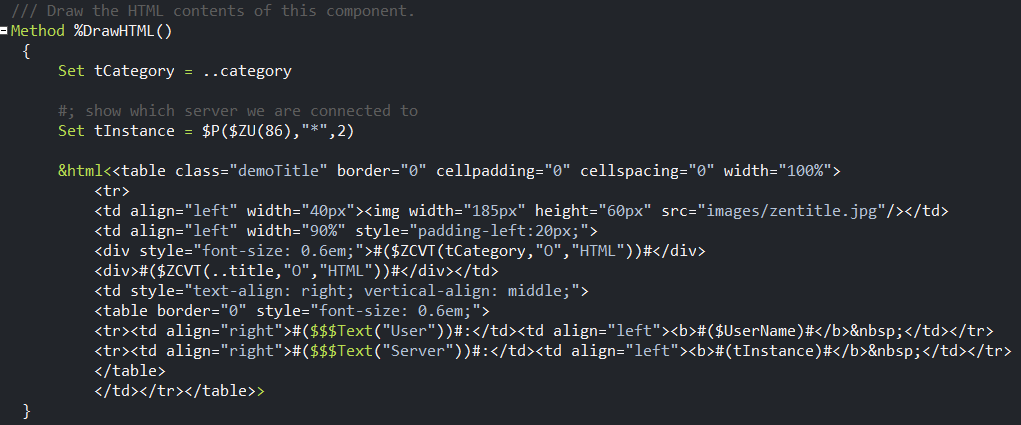 /// Draw the HTML contents of this component.
Method %DrawHTML()
{
Set tCategory = ..category
#; show which server we are connected to
Set tInstance = $P($ZU(86),"*",2)
&html<<table class="demoTitle" border="0" cellpadding="0" cellspacing="0" width="100%">
<tr>
<td align="left" width="40px"><img width="185px" height="60px" src="images/zentitle.jpg"/></td>
<td align="left" width="90%" style="padding-left:20px;">
<div style="font-size: 0.6em;">#($ZCVT(tCategory,"O","HTML"))#</div>
<div>#($ZCVT(..title,"O","HTML"))#</div></td>
<td style="text-align: right; vertical-align: middle;">
<table border="0" style="font-size: 0.6em;">
<tr><td align="right">#($$$Text("User"))#:</td><td align="left"><b>#($UserName)#</b>&nbsp;</td></tr>
<tr><td align="right">#($$$Text("Server"))#:</td><td align="left"><b>#(tInstance)#</b>&nbsp;</td></tr>
</table>
</td></tr></table>>
}